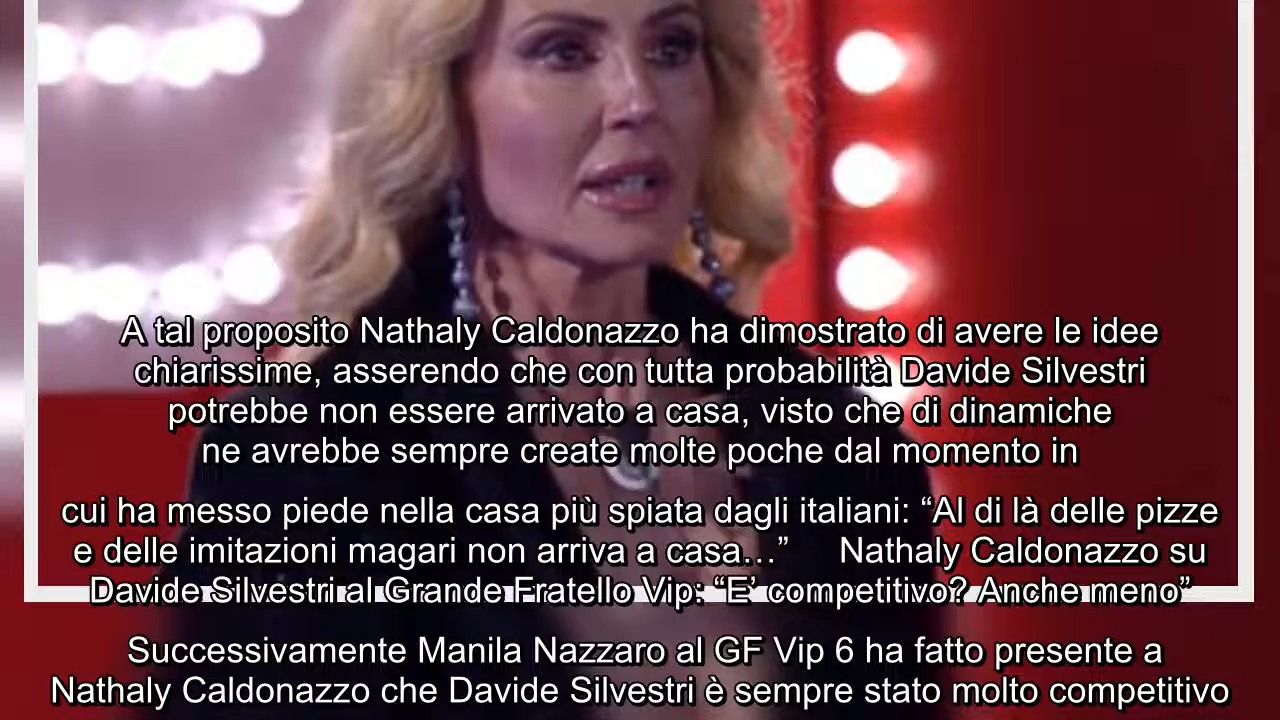 A tal proposito Nathaly Caldonazzo ha dimostrato di avere le idee
chiarissime, asserendo che con tutta probabilità Davide Silvestri
potrebbe non essere arrivato a casa, visto che di dinamiche
ne avrebbe sempre create molte poche dal momento in
cui ha messo piede nella casa più spiata dagli italiani: “Al di là delle pizze
e delle imitazioni magari non arriva a casa…” Nathaly Caldonazzo su
Davide Silvestri al Grande Fratello Vip: “E’ competitivo? Anche meno”
Successivamente Manila Nazzaro al GF Vip 6 ha fatto presente a
Nathaly Caldonazzo che Davide Silvestri è sempre stato molto competitivo